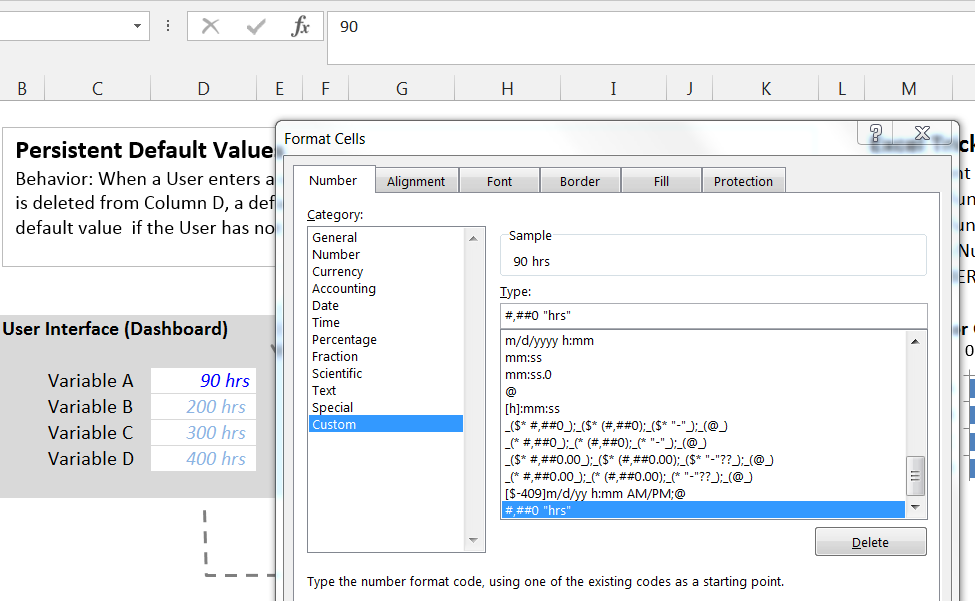 90
fx
B C D E F G H I J K L M
Persistent Default Value
Behavior: When a User enters a
is deleted from Column D, a def
default value if the User has no
User Interface (Dashboard)
Variable A 90 hrs
Variable B 200 hrs
Variable C 300 hrs
Variable D 400 hrs
Format Cells
?
Number Alignment Font Border Fill Protection
Category:
General
Number
Currency
Accounting
Date
Time
Percentage
Fraction
Scientific
Text
Special
Custom
Sample
90 hrs
Type:
#,##0 "hrs"
m/d/yyyy h:mm
mm:ss
mm:ss.0
@
[h]:mm:ss
_($* #,##0_);_($* (#,##0);_($* "-"_);_(@_)
_(* #,##0_);_(* (#,##0);_(* "-"_);_(@_)
_($* #,##0.00_);_($* (#,##0.00);_($* "-"??_);_(@_)
_(* #,##0.00_);_(* (#,##0.00);_(* "-"??_);_(@_)
[$-409]m/d/yy h:mm AM/PM;@
#,##0 "hrs"
Delete
Type the number format code, using one of the existing codes as a starting point.